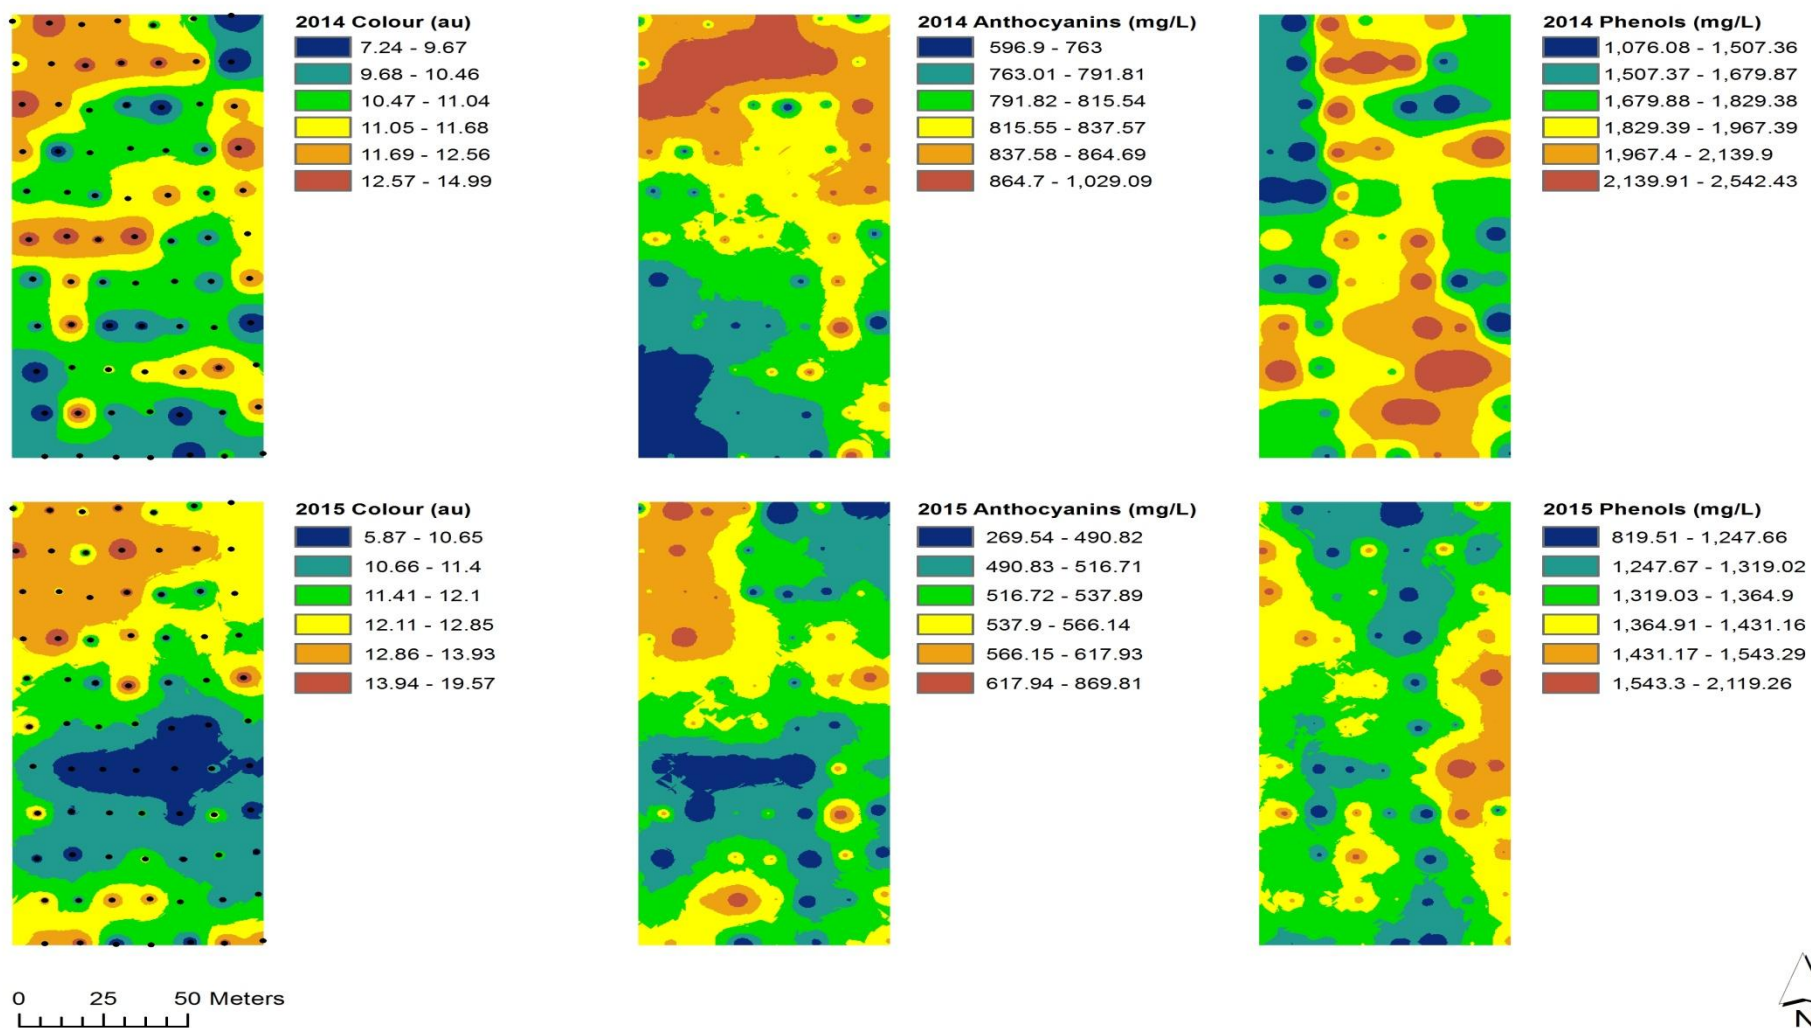 2014 Colour (au)
7.24 - 9.67
9.68 - 10.46
10.47 - 11.04
11.05 - 11.68
11.69 - 12.56
12.57 - 14.99
2014 Anthocyanins (mg/L)
596.9 - 763
763.01 - 791.81
791.82 - 815.54
815.55 - 837.57
837.58 - 864.69
864.7 - 1,029.09
2014 Phenols (mg/L)
1,076.08 - 1,507.36
1,507.37 - 1,679.87
1,679.88 - 1,829.38
1,829.39 - 1,967.39
1,967.4 - 2,139.9
2,139.91 - 2,542.43
2015 Colour (au)
5.87 - 10.65
10.66 - 11.4
11.41 - 12.1
12.11 - 12.85
12.86 - 13.93
13.94 - 19.57
2015 Anthocyanins (mg/L)
269.54 - 490.82
490.83 - 516.71
516.72 - 537.89
537.9 - 566.14
566.15 - 617.93
617.94 - 869.81
2015 Phenols (mg/L)
819.51 - 1,247.66
1,247.67 - 1,319.02
1,319.03 - 1,364.9
1,364.91 - 1,431.16
1,431.17 - 1,543.29
1,543.3 - 2,119.26
0 25 50 Meters
N